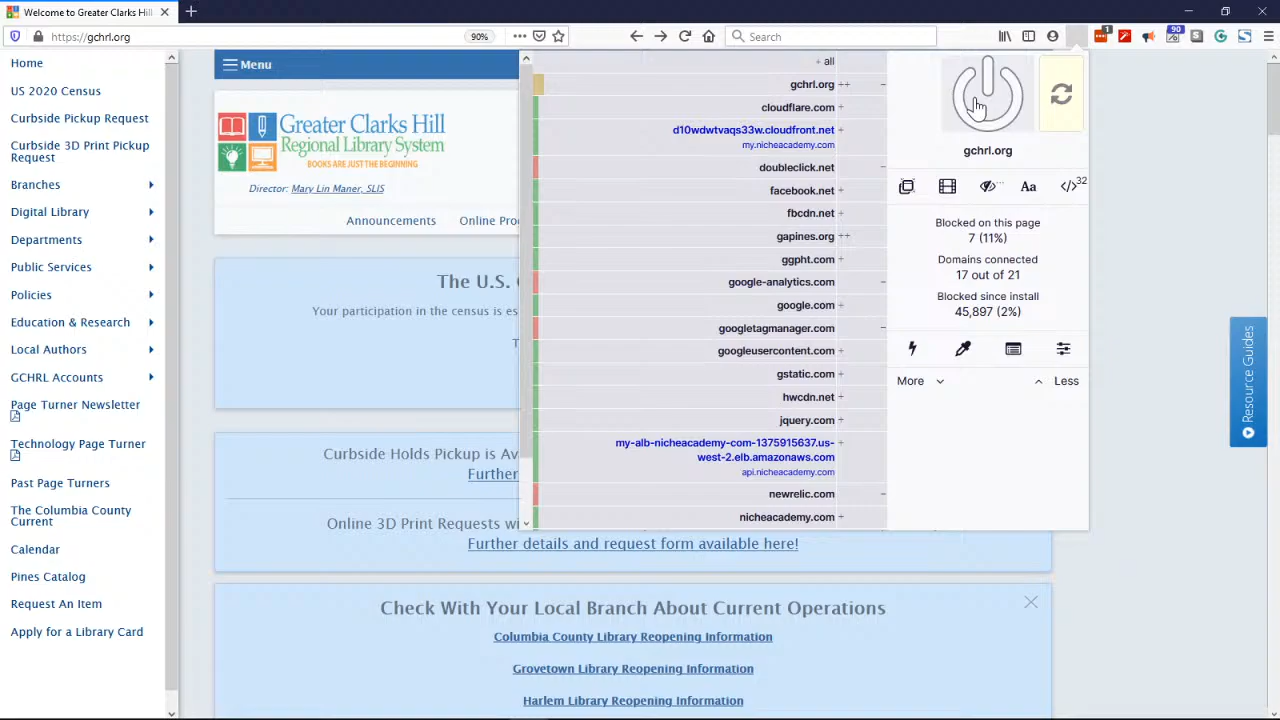 Welcome to Greater Clarks Hill
https://gchrl.org
90%
Search
1
90
Home
US 2020 Census
Curbside Pickup Request
Curbside 3D Print Pickup
Request
Branches
Digital Library
Departments
Public Services
Policies
Education & Research
Local Authors
GCHRL Accounts
Page Turner Newsletter
Technology Page Turner
Past Page Turners
The Columbia County
Current
Calendar
Pines Catalog
Request An Item
Apply for a Library Card
Menu
Greater Clarks Hill
Regional Library System
BOOKS ARE JUST THE BEGINNING
Director: Mary Lin Maner, SLIS
Announcements Online Pro
The U.S.
Your participation in the census is es
Curbside Holds Pickup is Av
Further
Online 3D Print Requests wi
Further details and request form available here!
Check With Your Local Branch About Current Operations
Columbia County Library Reopening Information
Grovetown Library Reopening Information
Harlem Library Reopening Information
+ all
gchrl.org ++ –
cloudflare.com +
d10wdwtvaqs33w.cloudfront.net +
my.nicheacademy.com
doubleclick.net –
facebook.net +
fbcdn.net +
gapines.org ++
ggpht.com +
google-analytics.com –
google.com +
googletagmanager.com –
googleusercontent.com +
gstatic.com +
hwcdn.net +
jquery.com +
my-alb-nicheacademy-com-1375915637.us- +
west-2.elb.amazonaws.com
api.nicheacademy.com
newrelic.com –
nicheacademy.com +
gchrl.org
Aa
</> 32
Blocked on this page
7 (11%)
Domains connected
17 out of 21
Blocked since install
45,897 (2%)
More
Less
Resource Guides